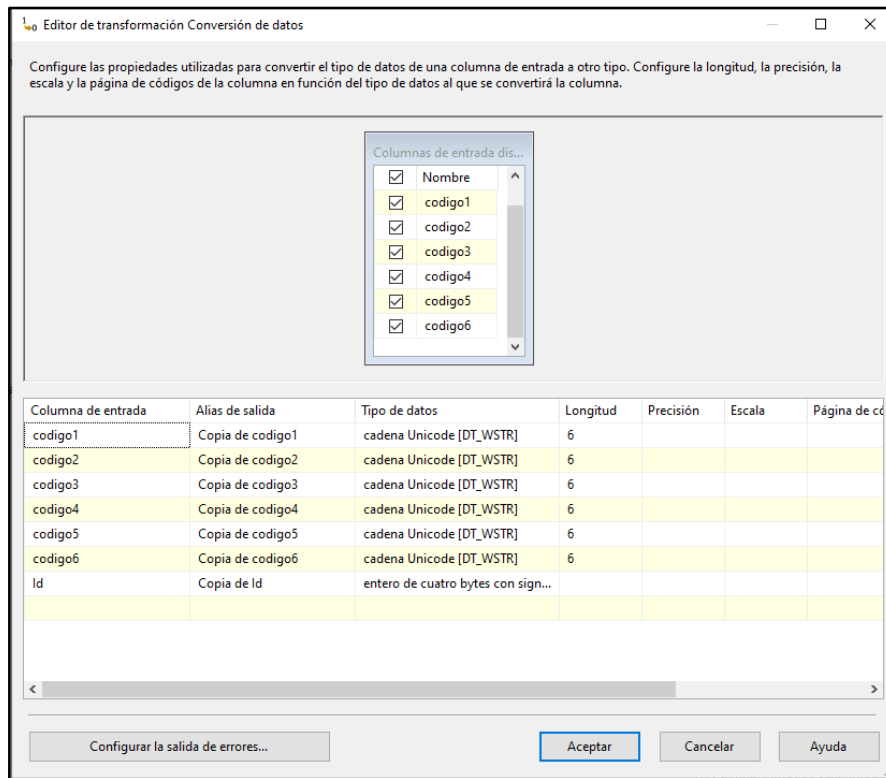 Editor de transformación Conversión de datos
Configure las propiedades utilizadas para convertir el tipo de datos de una columna de entrada a otro tipo. Configure la longitud, la precisión, la
escala y la página de códigos de la columna en función del tipo de datos al que se convertirá la columna.
Columnas de entrada dis...
Nombre
codigo1
codigo2
codigo3
codigo4
codigo5
codigo6
Columna de entrada Alias de salida Tipo de datos Longitud Precisión Escala Página de có
codigo1 Copia de codigo1 cadena Unicode [DT_WSTR] 6
codigo2 Copia de codigo2 cadena Unicode [DT_WSTR] 6
codigo3 Copia de codigo3 cadena Unicode [DT_WSTR] 6
codigo4 Copia de codigo4 cadena Unicode [DT_WSTR] 6
codigo5 Copia de codigo5 cadena Unicode [DT_WSTR] 6
codigo6 Copia de codigo6 cadena Unicode [DT_WSTR] 6
Id Copia de Id entero de cuatro bytes con sign...
Configurar la salida de errores... Aceptar Cancelar Ayuda